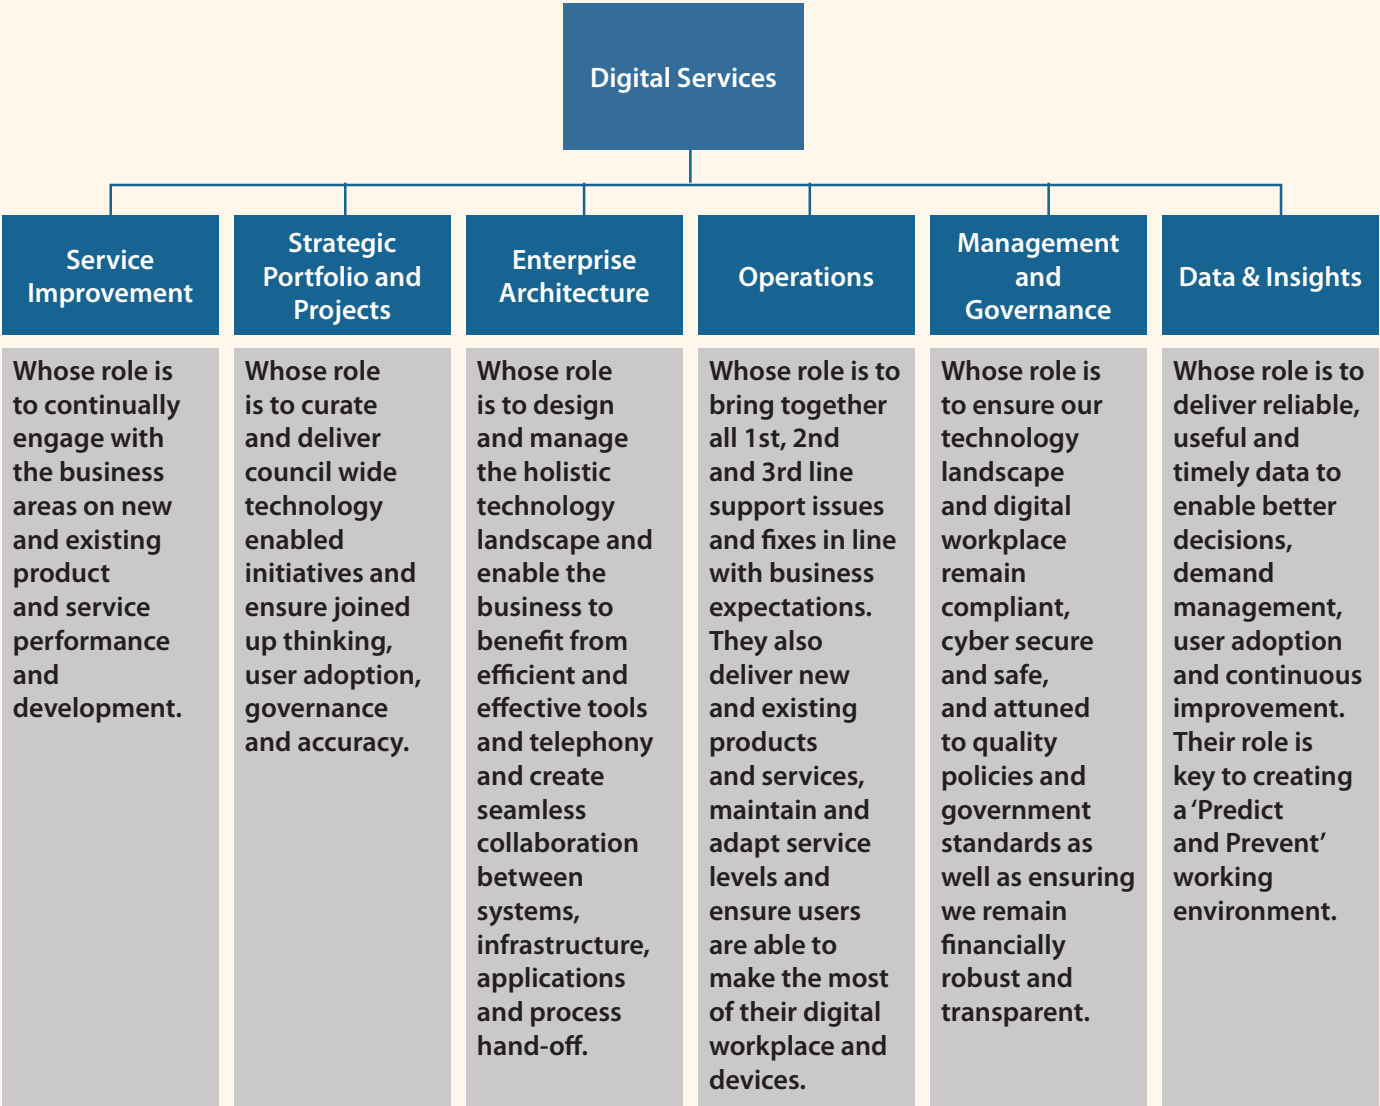 Digital Services
Service
Improvement
Strategic
Portfolio and
Projects
Enterprise
Architecture
Operations
Management
and
Governance
Data & Insights
Whose role is
to continually
engage with
the business
areas on new
and existing
product
and service
performance
and
development.
Whose role
is to curate
and deliver
council wide
technology
enabled
initiatives and
ensure joined
up thinking,
user adoption,
governance
and accuracy.
Whose role
is to design
and manage
the holistic
technology
landscape and
enable the
business to
benefit from
efficient and
effective tools
and telephony
and create
seamless
collaboration
between
systems,
infrastructure,
applications
and process
hand-off.
Whose role is to
bring together
all 1st, 2nd
and 3rd line
support issues
and fixes in line
with business
expectations.
They also
deliver new
and existing
products
and services,
maintain and
adapt service
levels and
ensure users
are able to
make the most
of their digital
workplace and
devices.
Whose role is
to ensure our
technology
landscape
and digital
workplace
remain
compliant,
cyber secure
and safe,
and attuned
to quality
policies and
government
standards as
well as ensuring
we remain
financially
robust and
transparent.
Whose role is to
deliver reliable,
useful and
timely data to
enable better
decisions,
demand
management,
user adoption
and continuous
improvement.
Their role is
key to creating
a ‘Predict
and Prevent’
working
environment.